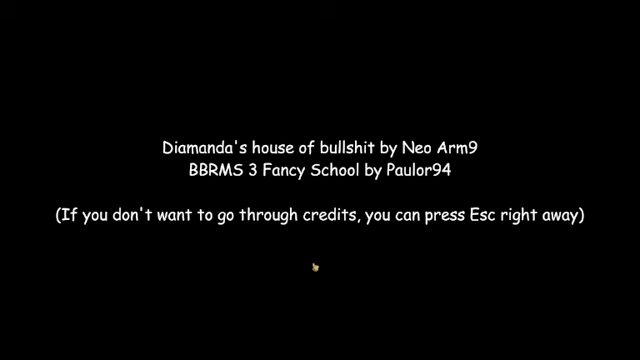 Diamanda's house of bullshit by Neo Arm9
BBRMS 3 Fancy School by Paulor94
(If you don't want to go through credits, you can press Esc right away)